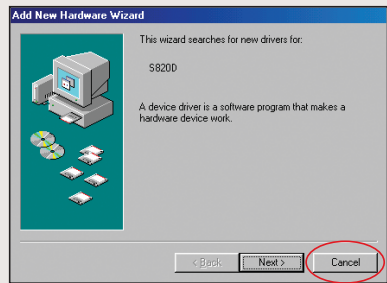 Add New Hardware Wizard
This wizard searches for new drivers for:
S820D
A device driver is a software program that makes a
hardware device work.
< Back
Next >
Cancel